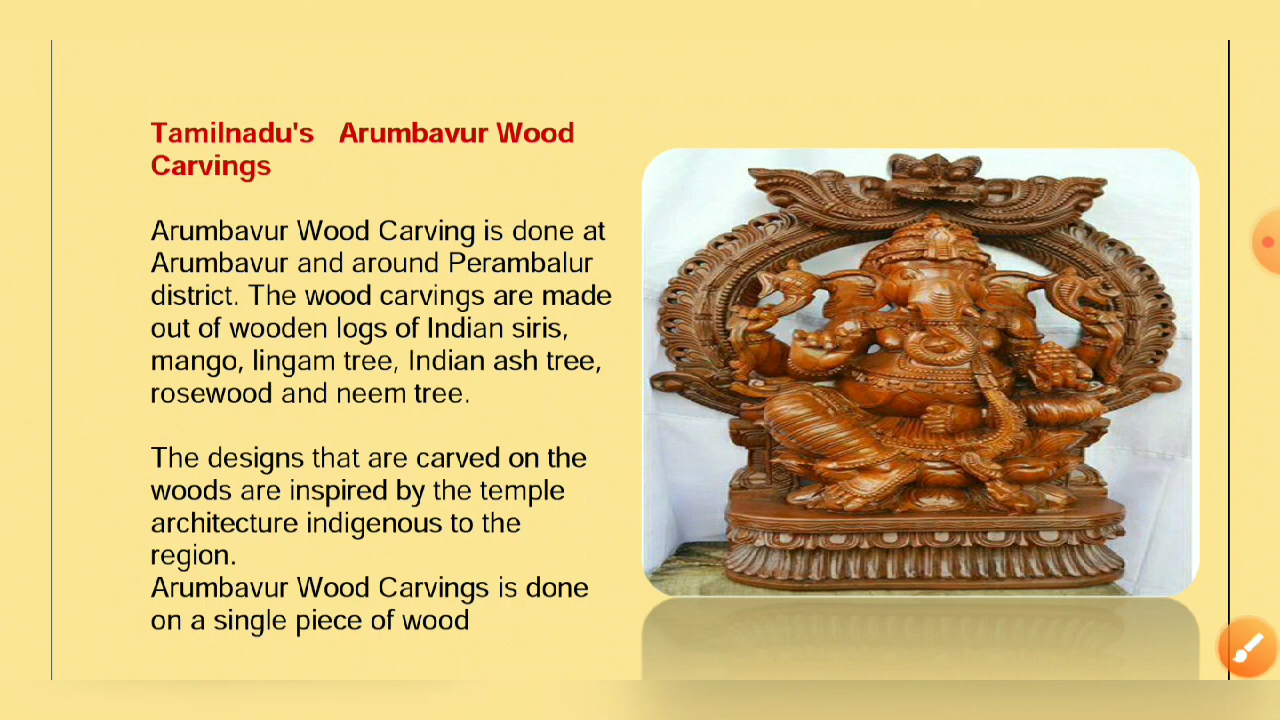 Tamilnadu's Arumbavur Wood
Carvings
Arumbavur Wood Carving is done at
Arumbavur and around Perambalur
district. The wood carvings are made
out of wooden logs of Indian siris,
mango, lingam tree, Indian ash tree,
rosewood and neem tree.
The designs that are carved on the
woods are inspired by the temple
architecture indigenous to the
region.
Arumbavur Wood Carvings is done
on a single piece of wood